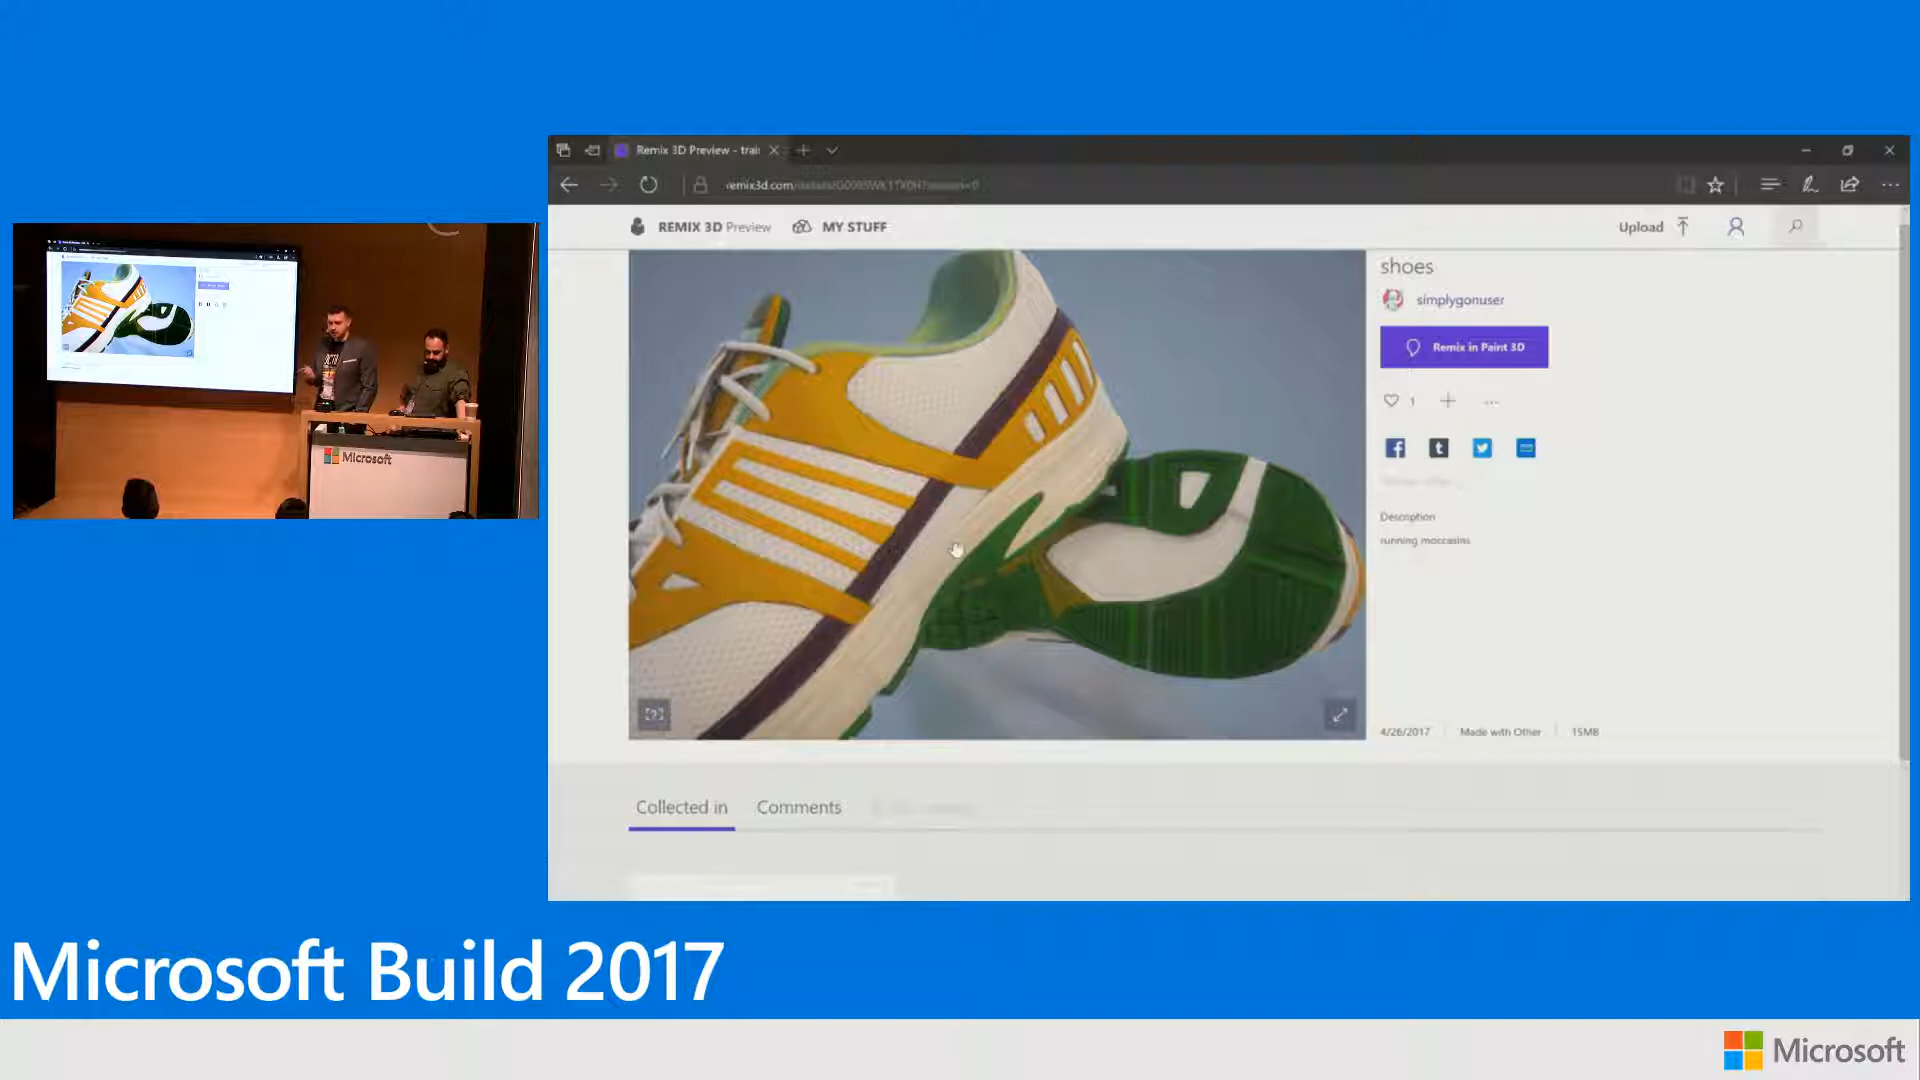 Remix 3D Preview - trai
remix3d.com
REMIX 3D Preview
MY STUFF
Upload
shoes
simplygonuser
Remix in Paint 3D
1
Description
running moccasins
4/26/2017
Made with Other
15MB
Collected in
Comments
Microsoft
Microsoft Build 2017
Microsoft